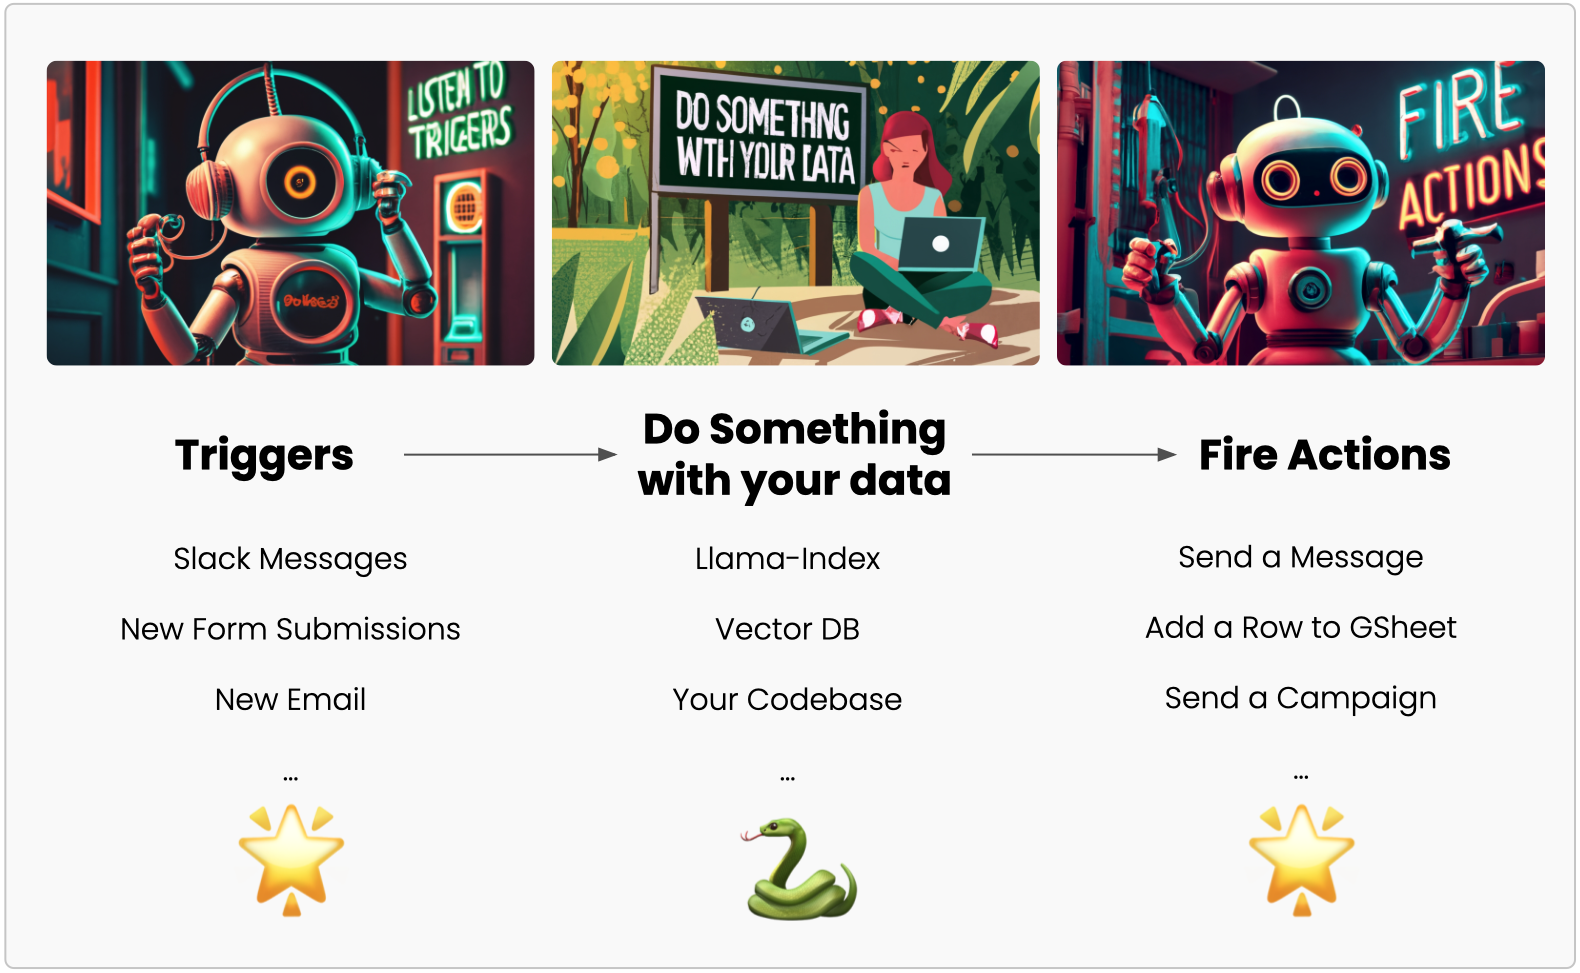 LISTEN TO
TRIGERS
DO SOMETHNG
WTH YOUR DATA
FIRE
ACTIONS
Triggers
Do Something
with your data
Fire Actions
Slack Messages
Llama-Index
Send a Message
New Form Submissions
Vector DB
Add a Row to GSheet
New Email
Your Codebase
Send a Campaign
...
...
...